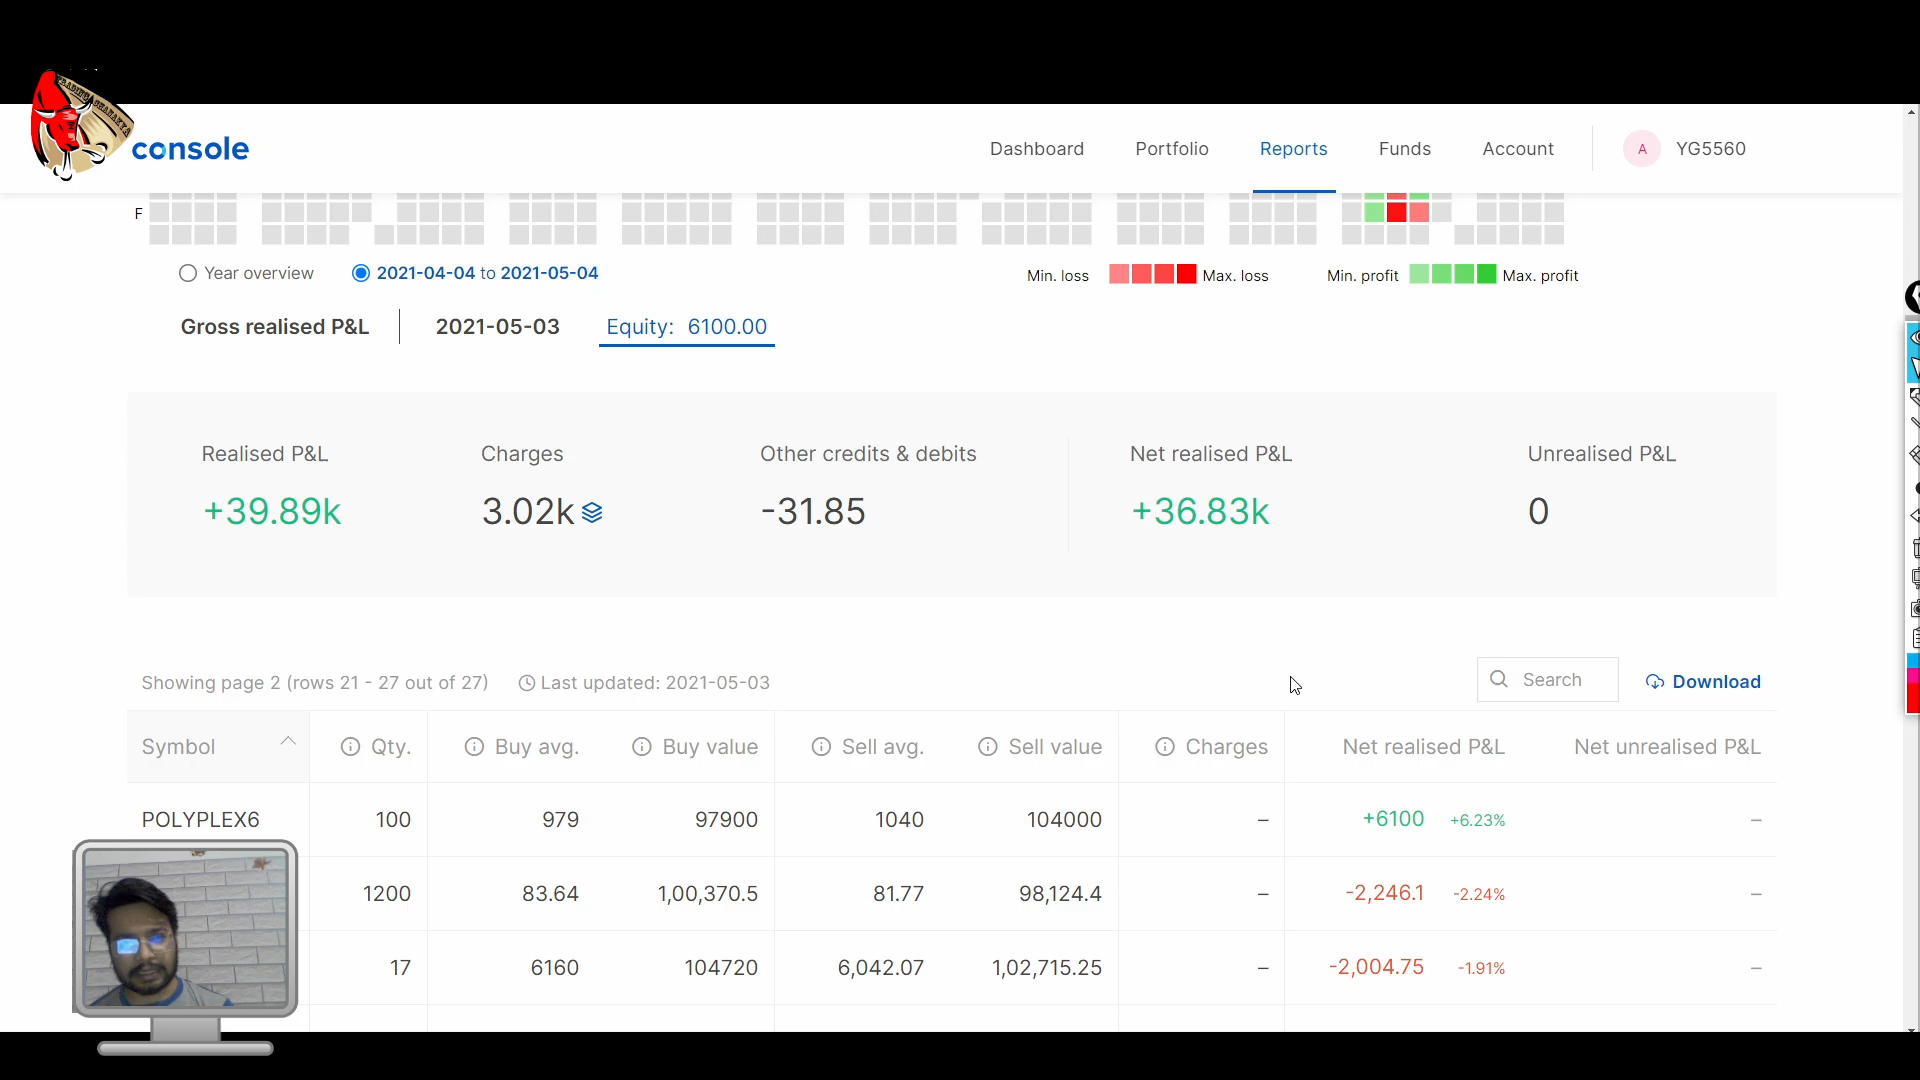 TRADING CHANAKYA
console
Dashboard Portfolio Reports Funds Account A YG5560
F
Year overview 2021-04-04 to 2021-05-04 Min. loss Max. loss Min. profit Max. profit
Gross realised P&L 2021-05-03 Equity: 6100.00
Realised P&L Charges Other credits & debits Net realised P&L Unrealised P&L
+39.89k 3.02k -31.85 +36.83k 0
Showing page 2 (rows 21 - 27 out of 27) Last updated: 2021-05-03 Search Download
Symbol Qty. Buy avg. Buy value Sell avg. Sell value Charges Net realised P&L Net unrealised P&L
POLYPLEX6 100 979 97900 1040 104000 – +6100 +6.23% –
1200 83.64 1,00,370.5 81.77 98,124.4 – -2,246.1 -2.24% –
17 6160 104720 6,042.07 1,02,715.25 – -2,004.75 -1.91% –